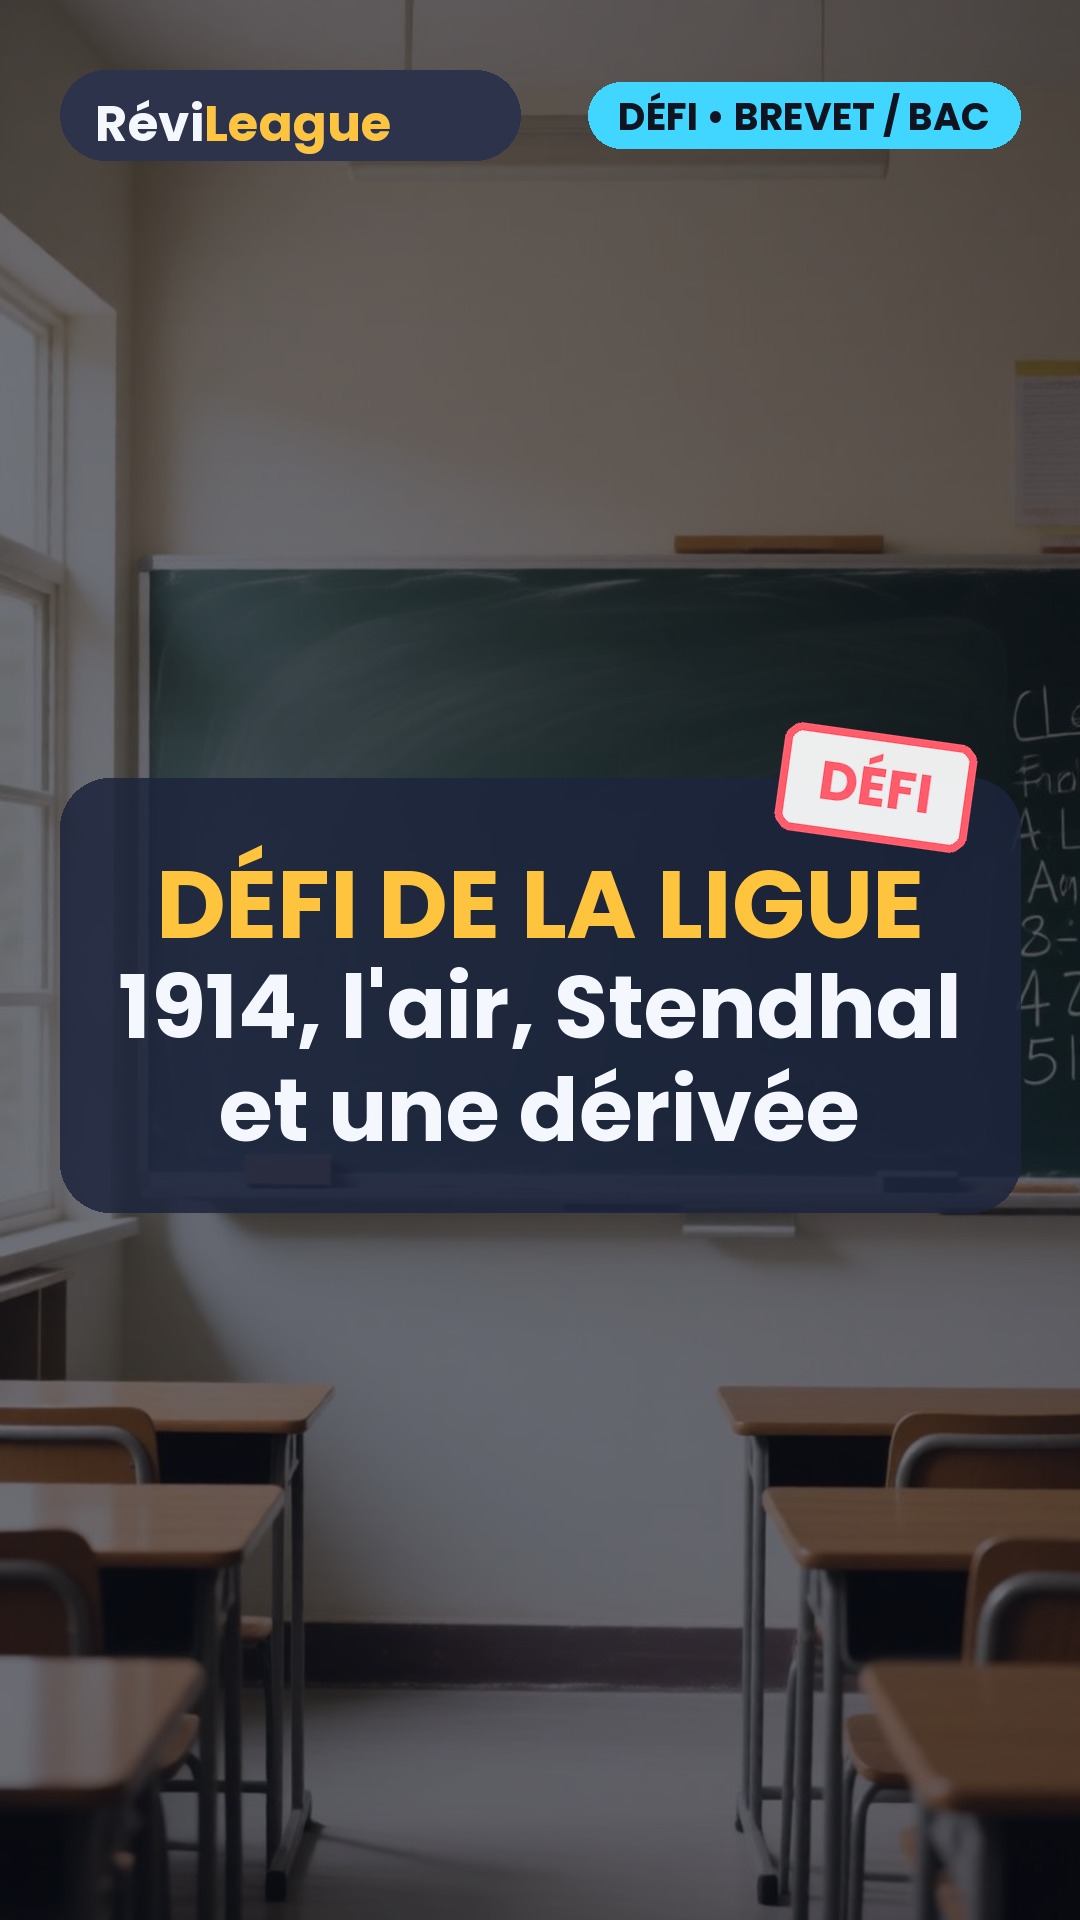 RéviLeague
DÉFI • BREVET / BAC
DÉFI
DÉFI DE LA LIGUE
1914, l'air, Stendhal
et une dérivée